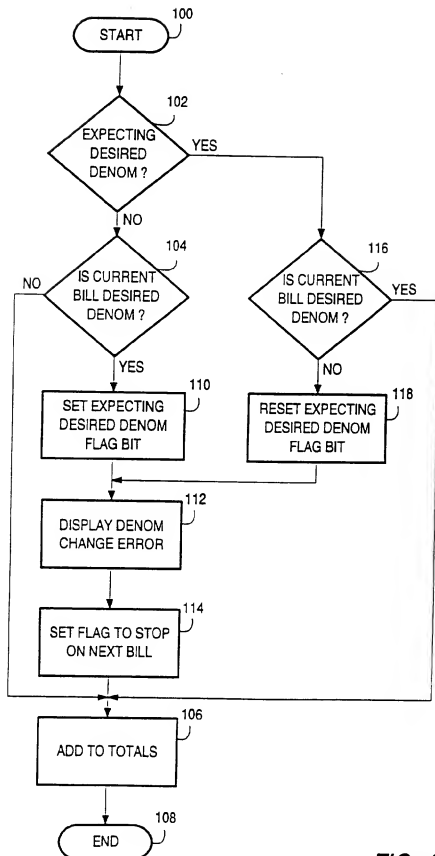 100
START
102
EXPECTING
DESIRED
DENOM ?
YES
NO
104
116
NO
IS CURRENT
BILL DESIRED
DENOM ?
IS CURRENT
BILL DESIRED
DENOM ?
YES
YES
NO
110
SET EXPECTING
DESIRED DENOM
FLAG BIT
118
RESET EXPECTING
DESIRED DENOM
FLAG BIT
112
DISPLAY DENOM
CHANGE ERROR
114
SET FLAG TO STOP
ON NEXT BILL
106
ADD TO TOTALS
108
END